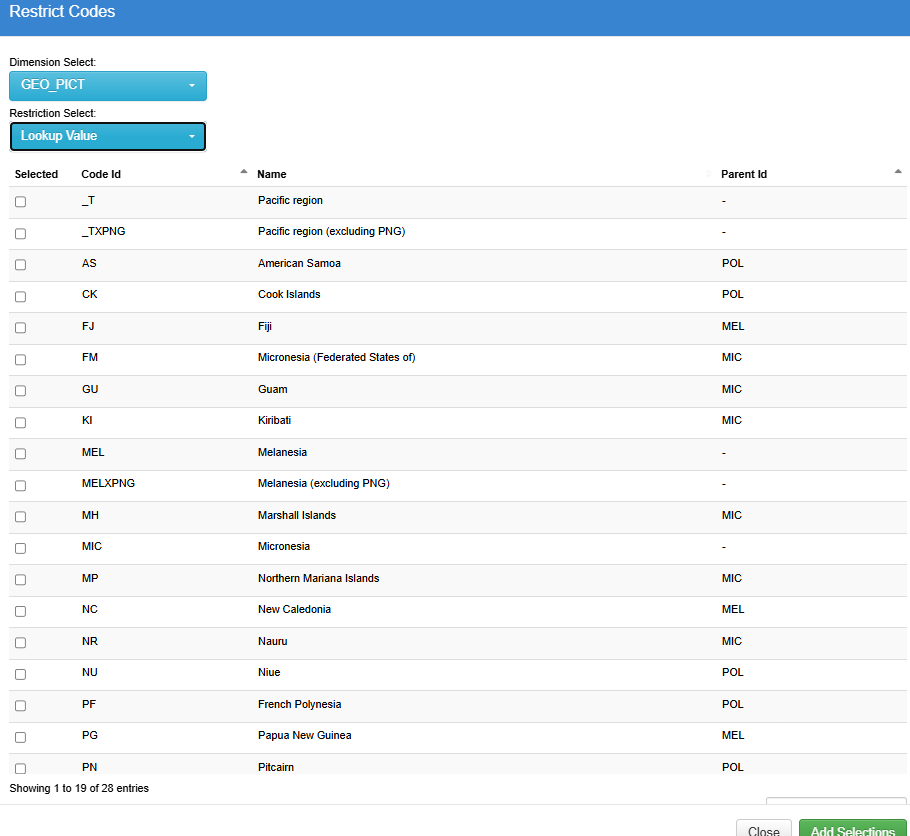 Restrict Codes
Dimension Select:
GEO_PICT
Restriction Select:
Lookup Value
Selected Code Id Name Parent Id
_T Pacific region -
_TXPNG Pacific region (excluding PNG) -
AS American Samoa POL
CK Cook Islands POL
FJ Fiji MEL
FM Micronesia (Federated States of) MIC
GU Guam MIC
KI Kiribati MIC
MEL Melanesia -
MELXPNG Melanesia (excluding PNG) -
MH Marshall Islands MIC
MIC Micronesia -
MP Northern Mariana Islands MIC
NC New Caledonia MEL
NR Nauru MIC
NU Niue POL
PF French Polynesia POL
PG Papua New Guinea MEL
PN Pitcairn POL
Showing 1 to 19 of 28 entries
Close Add Selections